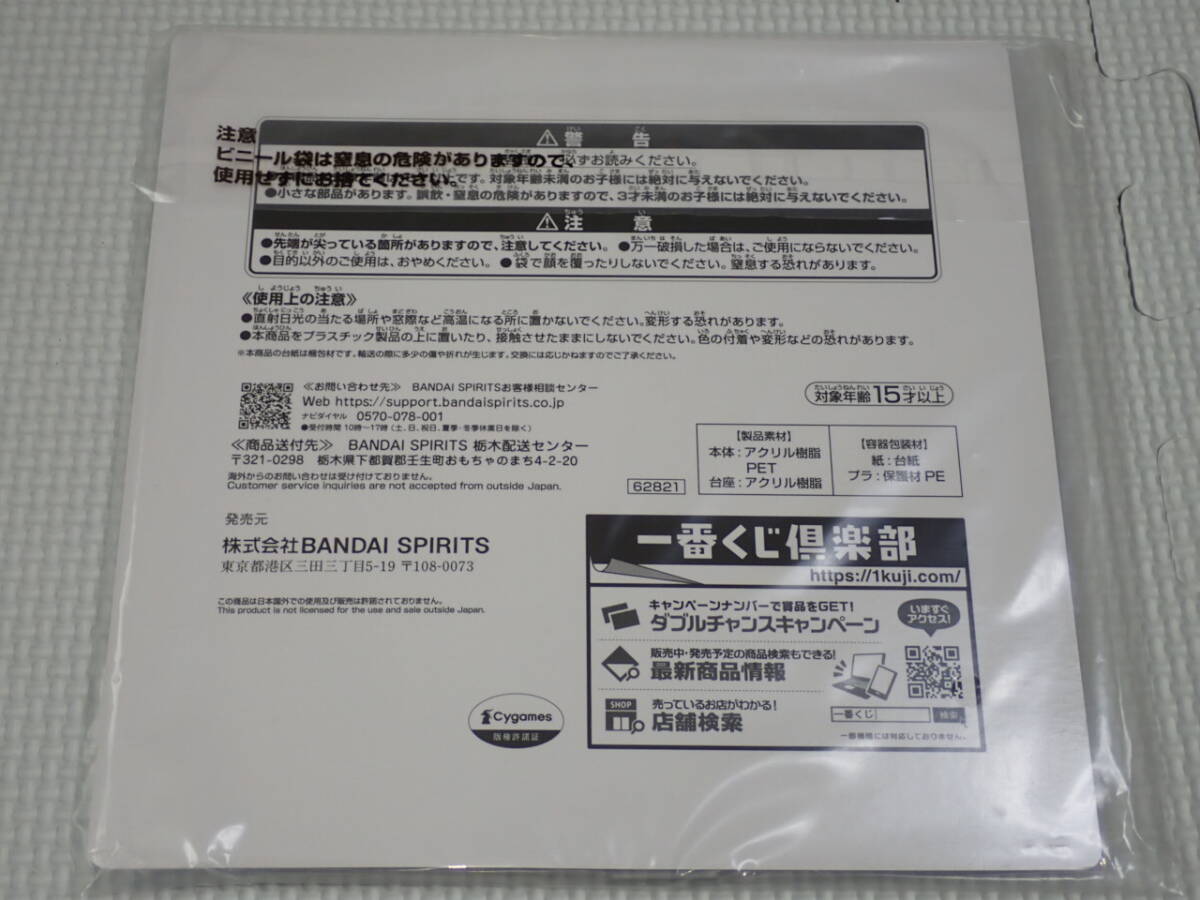 注意
ビニール袋は窒息の危険がありますので、
使用せずにお捨てください。
⚠警告
必ずお読みください。
です。対象年齢未満のお子様には絶対に与えないでください。
●小さな部品があります。誤飲・窒息の危険がありますので、3才未満のお子様には絶対に与えないでください。
⚠注意
●先端が尖っている箇所がありますので、注意してください。 ●万一破損した場合は、ご使用にならないでください。
●目的以外のご使用は、おやめください。 ●袋で顔を覆ったりしないでください。窒息する恐れがあります。
《使用上の注意》
●直射日光の当たる場所や窓際など高温になる所に置かないでください。変形する恐れがあります。
●本商品をプラスチック製品の上に置いたり、接触させたままにしないでください。色の付着や変形などの恐れがあります。
※本商品の台紙は梱包材です。輸送の際に多少の傷や折れが生じます。交換には応じかねますのでご了承ください。
≪お問い合わせ先≫ BANDAI SPIRITSお客様相談センター
Web https://support.bandaispirits.co.jp
ナビダイヤル 0570-078-001
●受付時間 10時～17時(土、日、祝日、夏季・冬季休業日を除く)
対象年齢15才以上
≪商品送付先≫ BANDAI SPIRITS 栃木配送センター
〒321-0298 栃木県下都賀郡壬生町おもちゃのまち4-2-20
海外からのお問い合わせは受け付けておりません。
Customer service inquiries are not accepted from outside Japan.
62821
【製品素材】
本体:アクリル樹脂
PET
台座:アクリル樹脂
【容器包装材】
紙:台紙
プラ:保護材 PE
発売元
株式会社BANDAI SPIRITS
東京都港区三田三丁目5-19 〒108-0073
この商品は日本国外での使用及び販売は許諾されておりません。
This product is not licensed for the use and sale outside Japan.
Cygames
版権許諾証
一番くじ倶楽部
https://1kuji.com/
キャンペーンナンバーで賞品をGET!
ダブルチャンスキャンペーン
いますぐ
アクセス!
販売中・発売予定の商品検索もできる!
最新商品情報
SHOP
売っているお店がわかる!
店舗検索
一番くじ 検索
一部機種には対応しておりません。